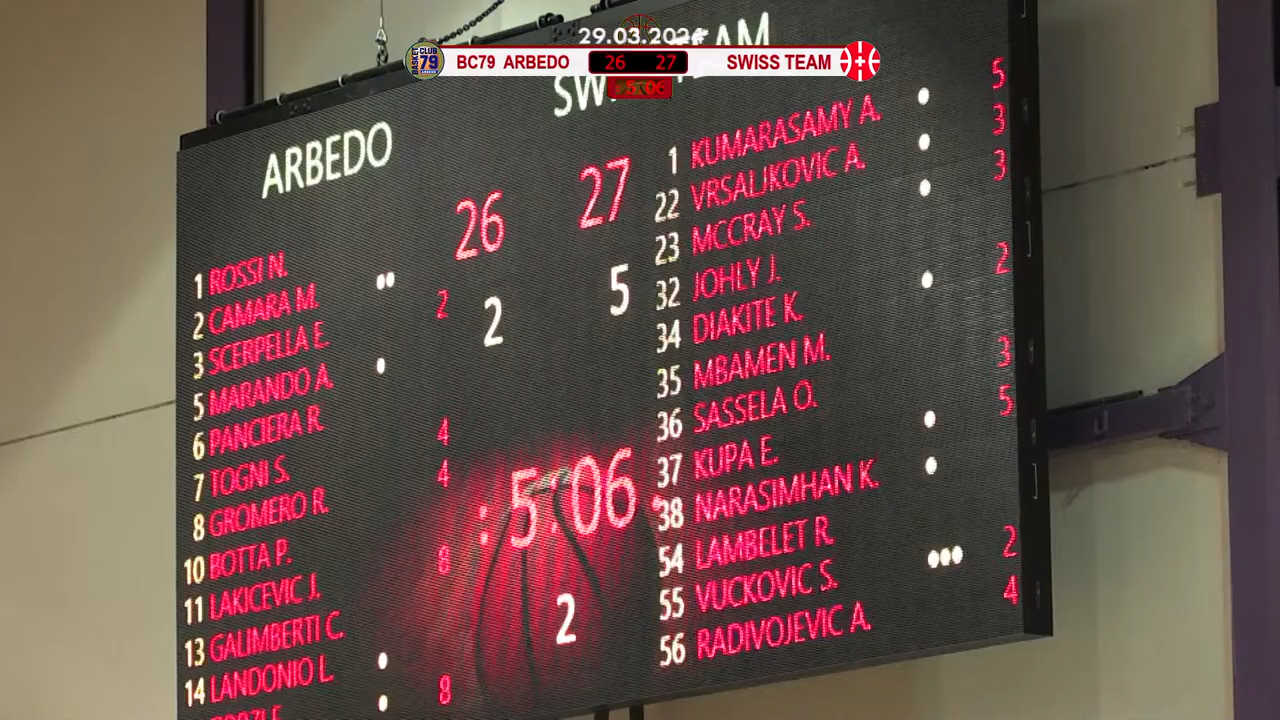 29.03.2024
BC79 ARBEDO 26 27 SWISS TEAM
5:06
ARBEDO
26 27
2 5
:5:06
2
1 ROSSI N.
2 CAMARA M. 2
3 SCERPELLA E.
5 MARANDO A.
6 PANCIERA R. 4
7 TOGNI S. 4
8 GROMERO R.
10 BOTTA P. 8
11 LAKICEVIC J.
13 GALIMBERTI C.
14 LANDONIO L. 8
1 KUMARASAMY A. 5
22 VRSALJKOVIC A. 3
23 MCCRAY S. 3
32 JOHLY J.
34 DIAKITE K. 2
35 MBAMEN M.
36 SASSELA O. 3
37 KUPA E. 5
38 NARASIMHAN K.
54 LAMBELET R.
55 VUCKOVIC S. 2
56 RADIVOJEVIC A. 4